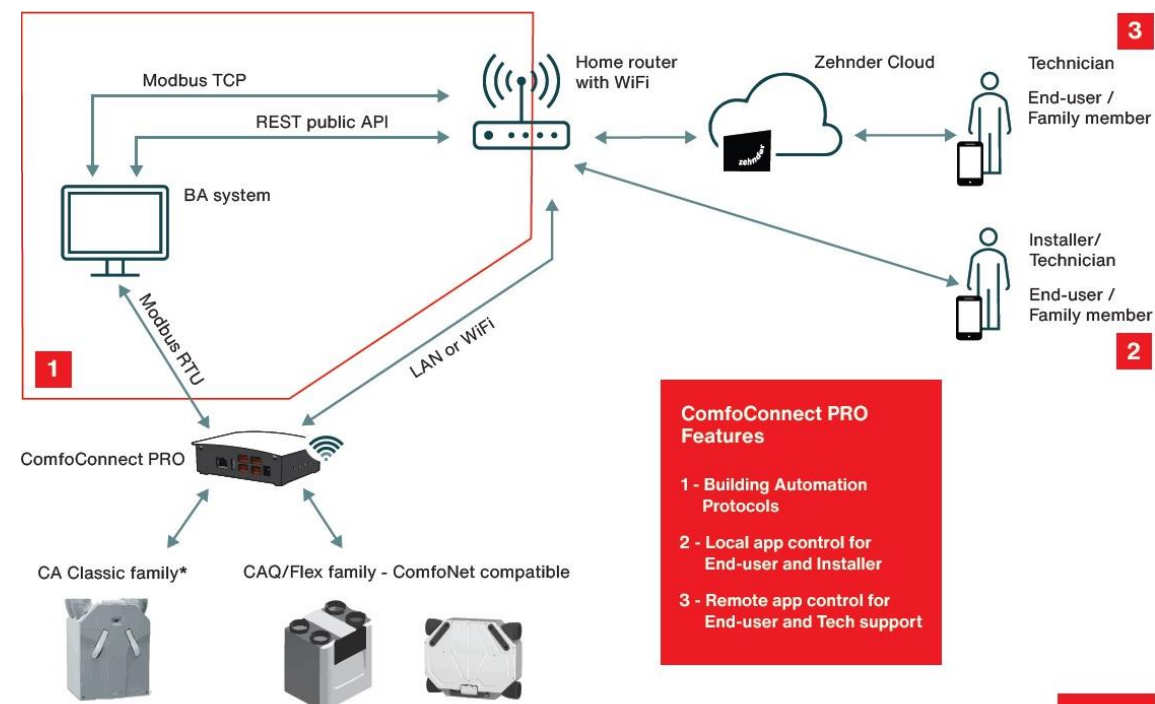 3
Modbus TCP
REST public API
Home router
with WiFi
Zehnder Cloud
zehnder
Technician
End-user /
Family member
BA system
Installer/
Technician
End-user /
Family member
2
Modbus RTU
LAN or WiFi
1
ComfoConnect PRO
ComfoConnect PRO
Features
1 - Building Automation
Protocols
2 - Local app control for
End-user and Installer
3 - Remote app control for
End-user and Tech support
CA Classic family*
CAQ/Flex family - ComfoNet compatible